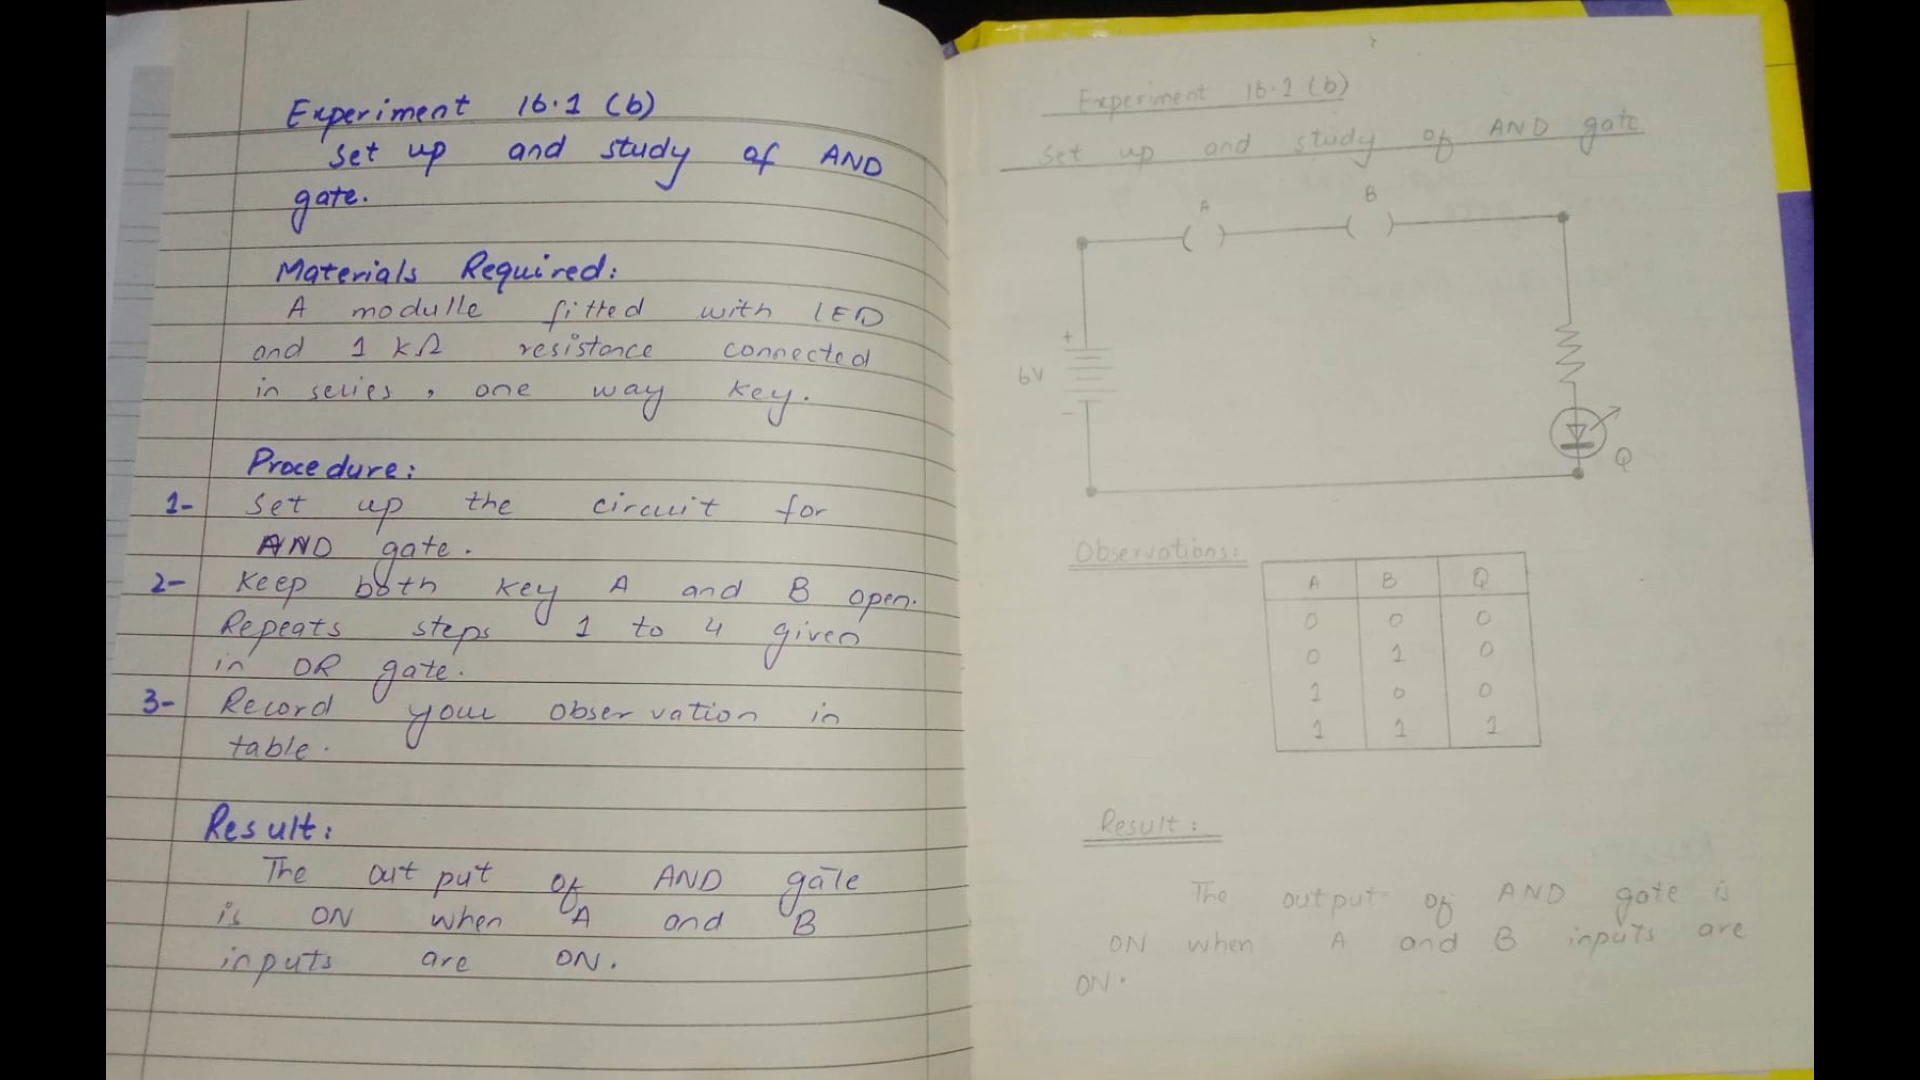 Experiment 16.1 (b)
Set up and study of AND
gate.
Materials Required:
A modulle fitted with LED
and 1 kΩ resistance connected
in series, one way key.
Procedure:
1- Set up the circuit for
AND gate.
2- Keep both key A and B open.
Repeats steps 1 to 4 given
in OR gate.
3- Record your observation in
table.
Result:
The output of AND gate
is ON when A and B
inputs are ON.
Experiment 16.1 (b)
Set up and study of AND gate
A B
+
6V
-
Q
Observations:
A B Q
0 0 0
0 1 0
1 0 0
1 1 1
Result:
The output of AND gate is
ON when A and B inputs are
ON.